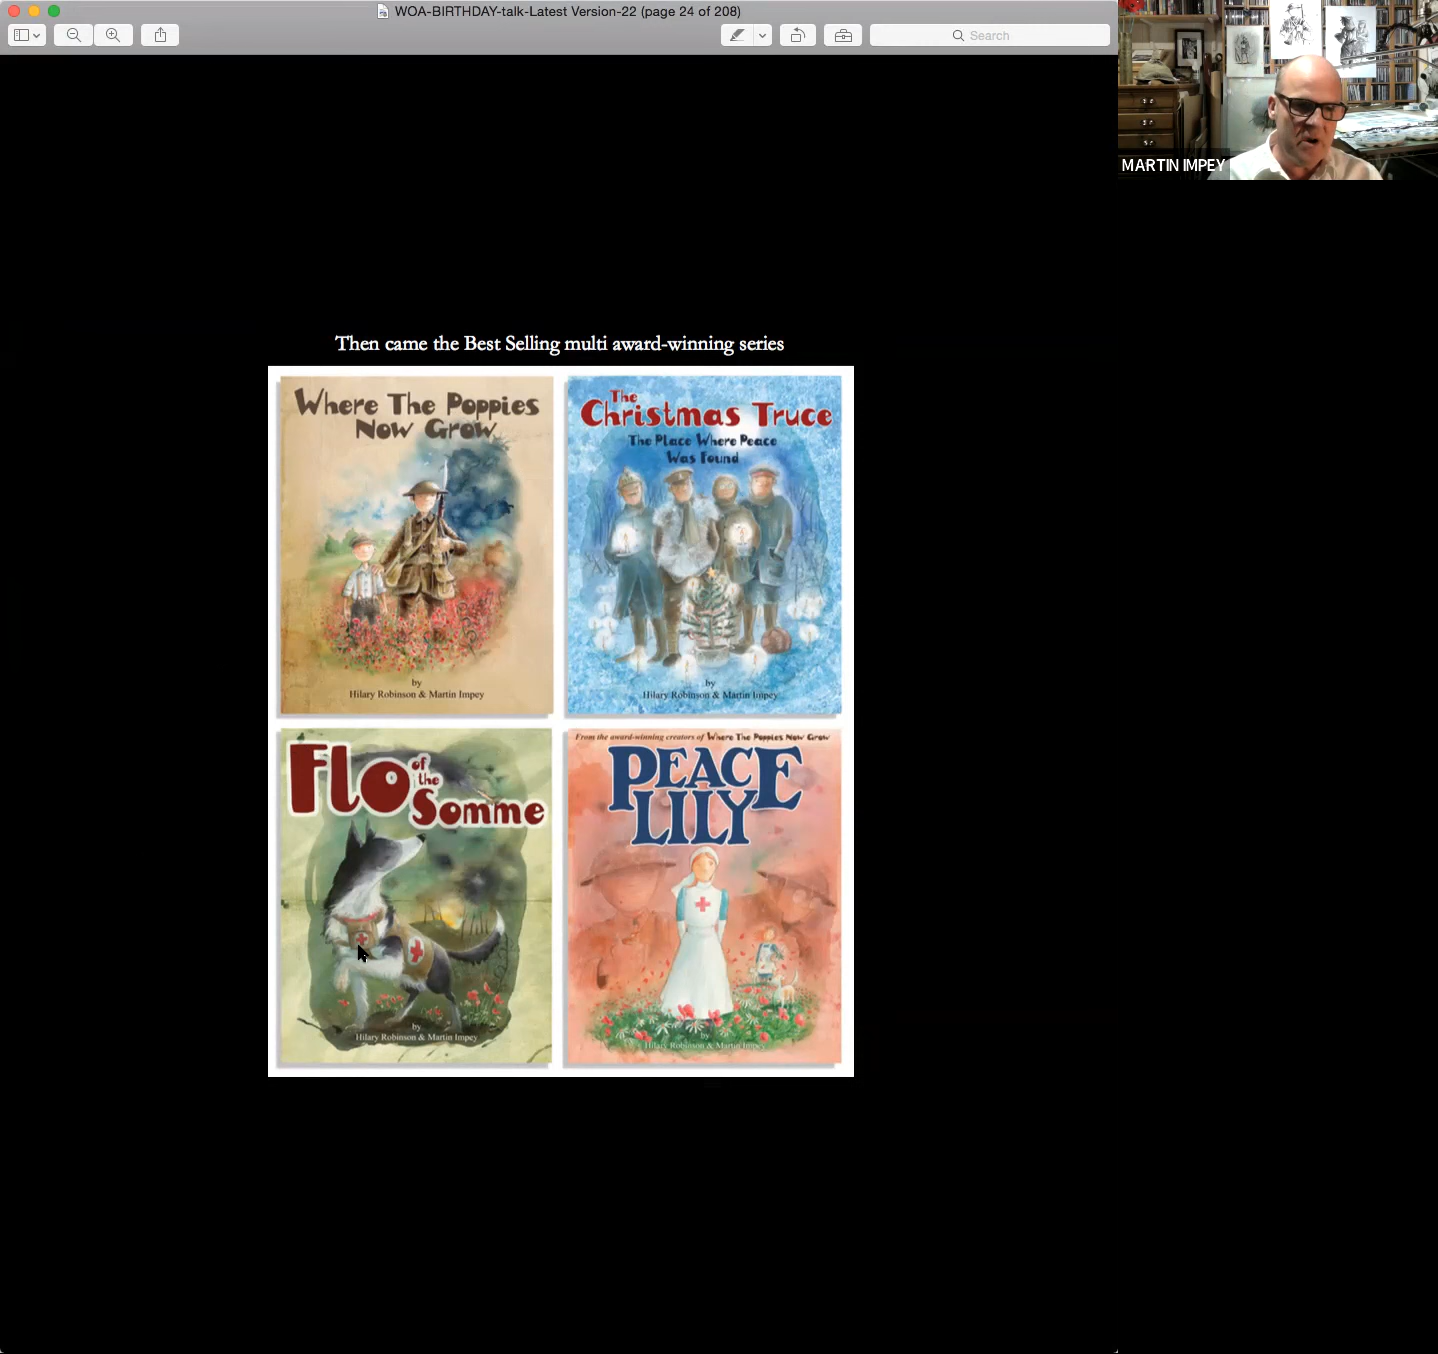 WOA-BIRTHDAY-talk-Latest Version-22 (page 24 of 208)
Search
MARTIN IMPEY
Then came the Best Selling multi award-winning series
Where The Poppies
Now Grow
by
Hilary Robinson & Martin Impey
The
Christmas Truce
The Place Where Peace
Was Found
by
Hilary Robinson & Martin Impey
Flo of
the
Somme
by
Hilary Robinson & Martin Impey
From the award-winning creators of Where The Poppies Now Grow
PEACE
LILY
by
Hilary Robinson & Martin Impey